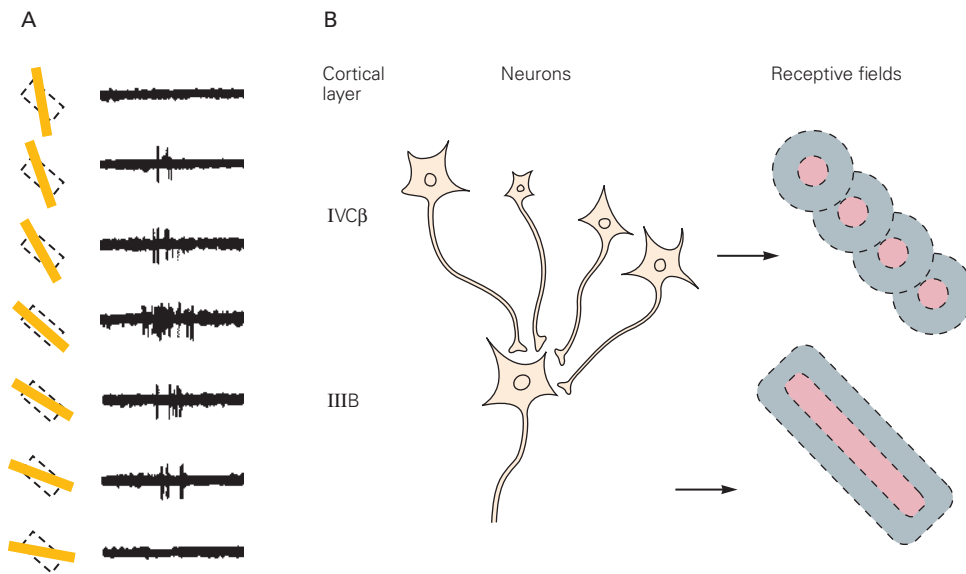 A
B
Cortical
layer
Neurons
Receptive fields
IVCβ
IIIB